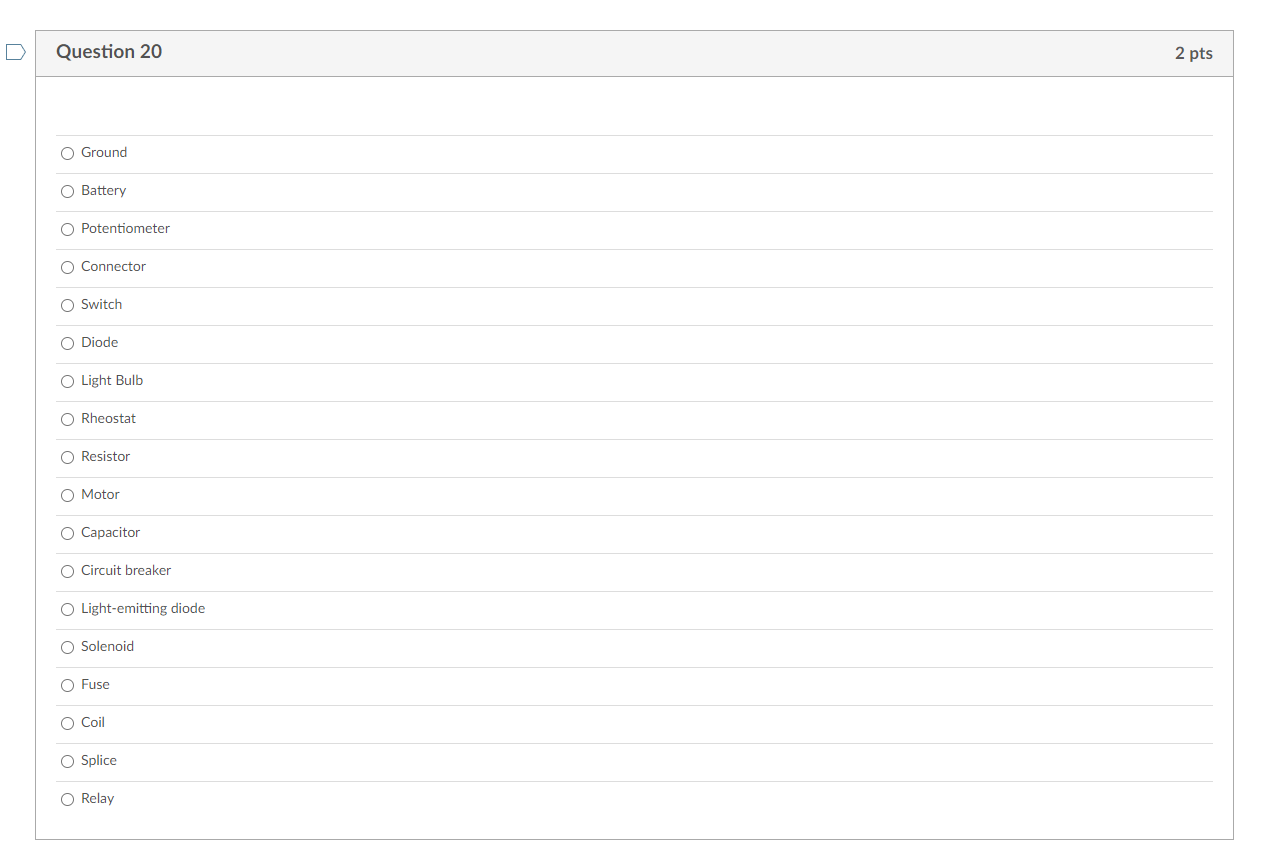 Question 20
2 pts
Ground
Battery
Potentiometer
Connector
Switch
Diode
Light Bulb
Rheostat
Resistor
Motor
Capacitor
Circuit breaker
Light-emitting diode
Solenoid
Fuse
Coil
Splice
Relay